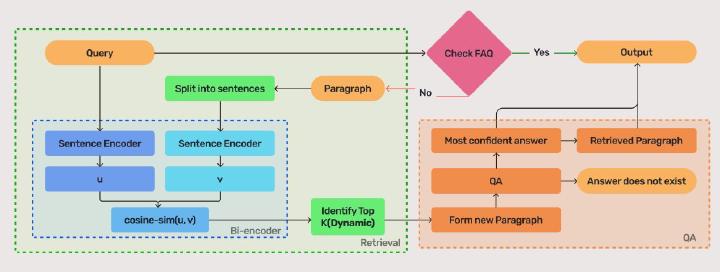 Query
Check FAQ
Yes
Output
Split into sentences
Paragraph
No
Sentence Encoder
Sentence Encoder
Most confident answer
Retrieved Paragraph
u
v
QA
Answer does not exist
cosine-sim(u, v)
Identify Top
K(Dynamic)
Form new Paragraph
Bi-encoder
Retrieval
QA